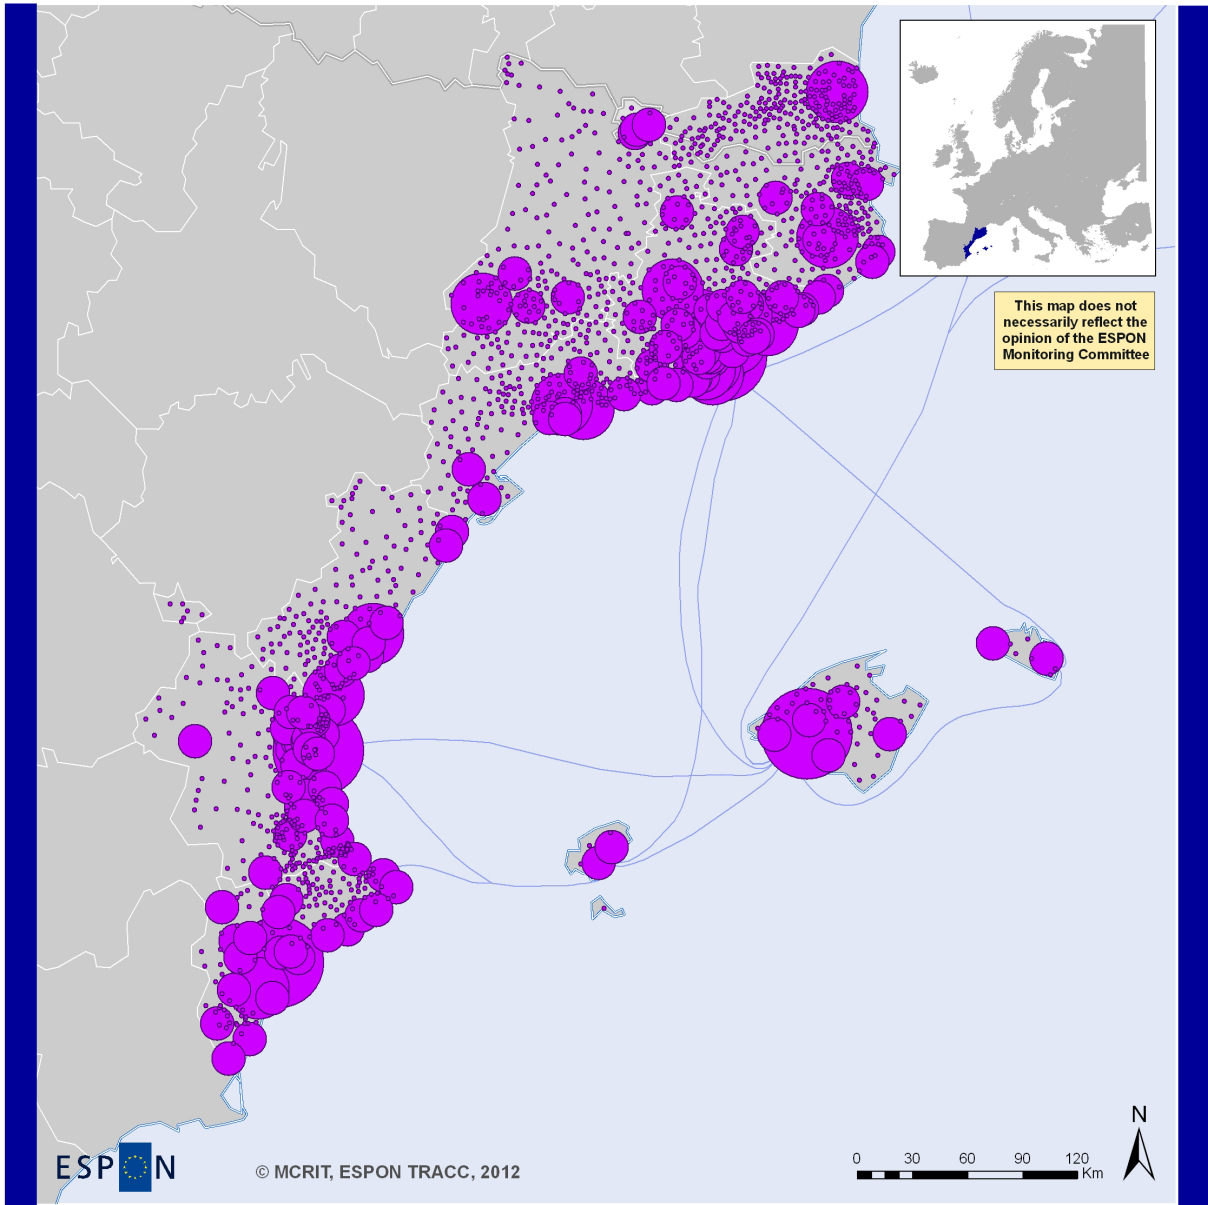 This map does not
necessarily reflect the
opinion of the ESPON
Monitoring Committee
N
0 30 60 90 120
Km
ESPON
© MCRIT, ESPON TRACC, 2012